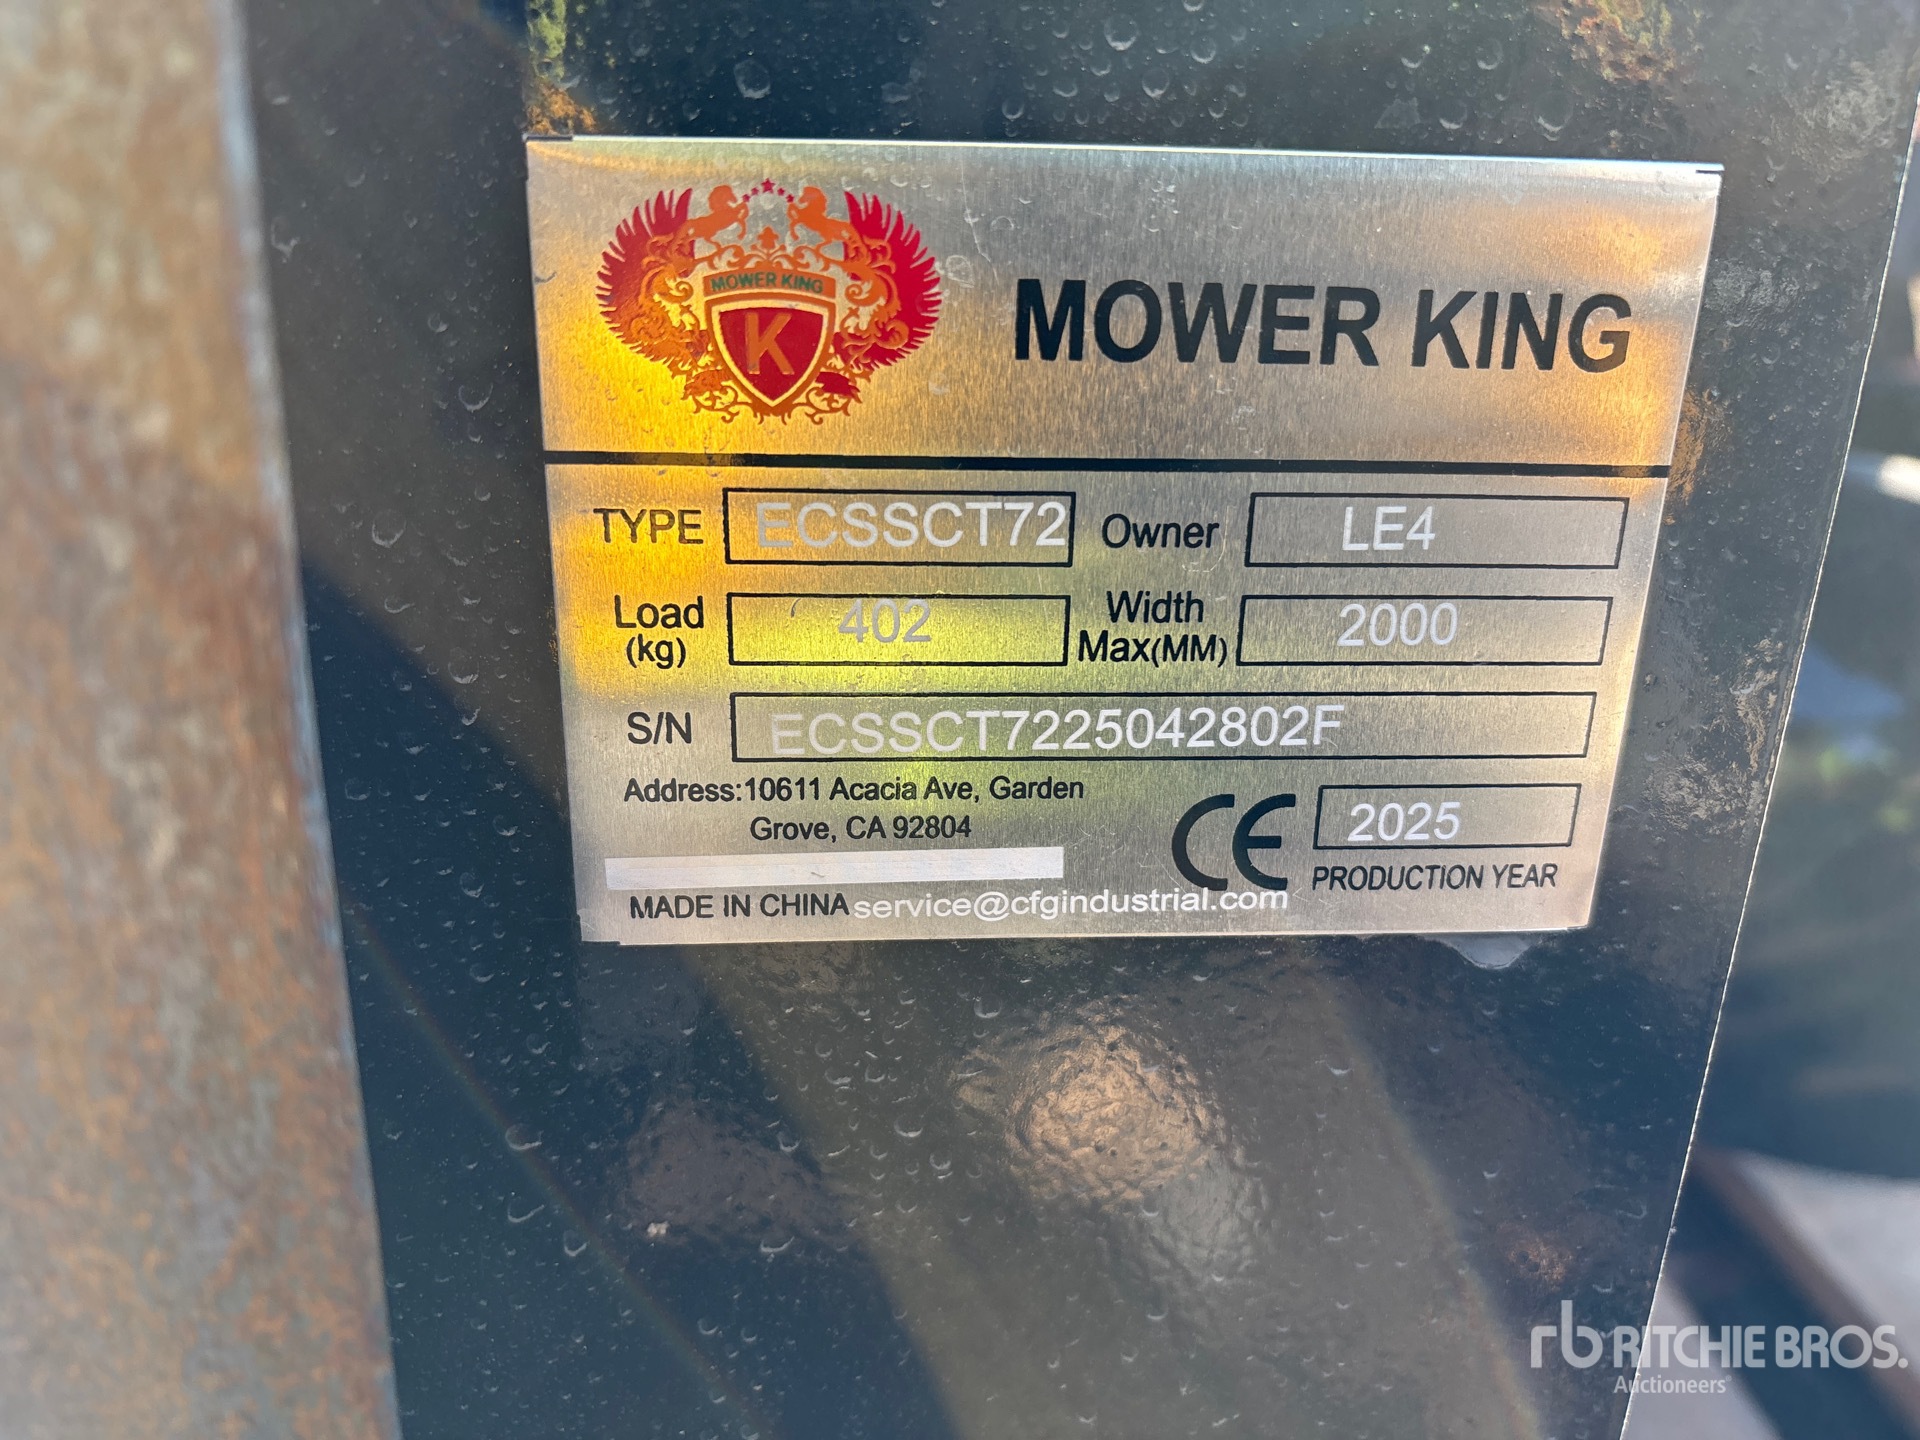 MOWER KING
K
MOWER KING
TYPE ECSSCT72 Owner LE4
Load (kg) 402 Width Max(MM) 2000
S/N ECSSCT7225042802F
Address:10611 Acacia Ave, Garden
Grove, CA 92804
CE 2025
PRODUCTION YEAR
MADE IN CHINA service@cfgindustrial.com
rb RITCHIE BROS.
Auctioneers